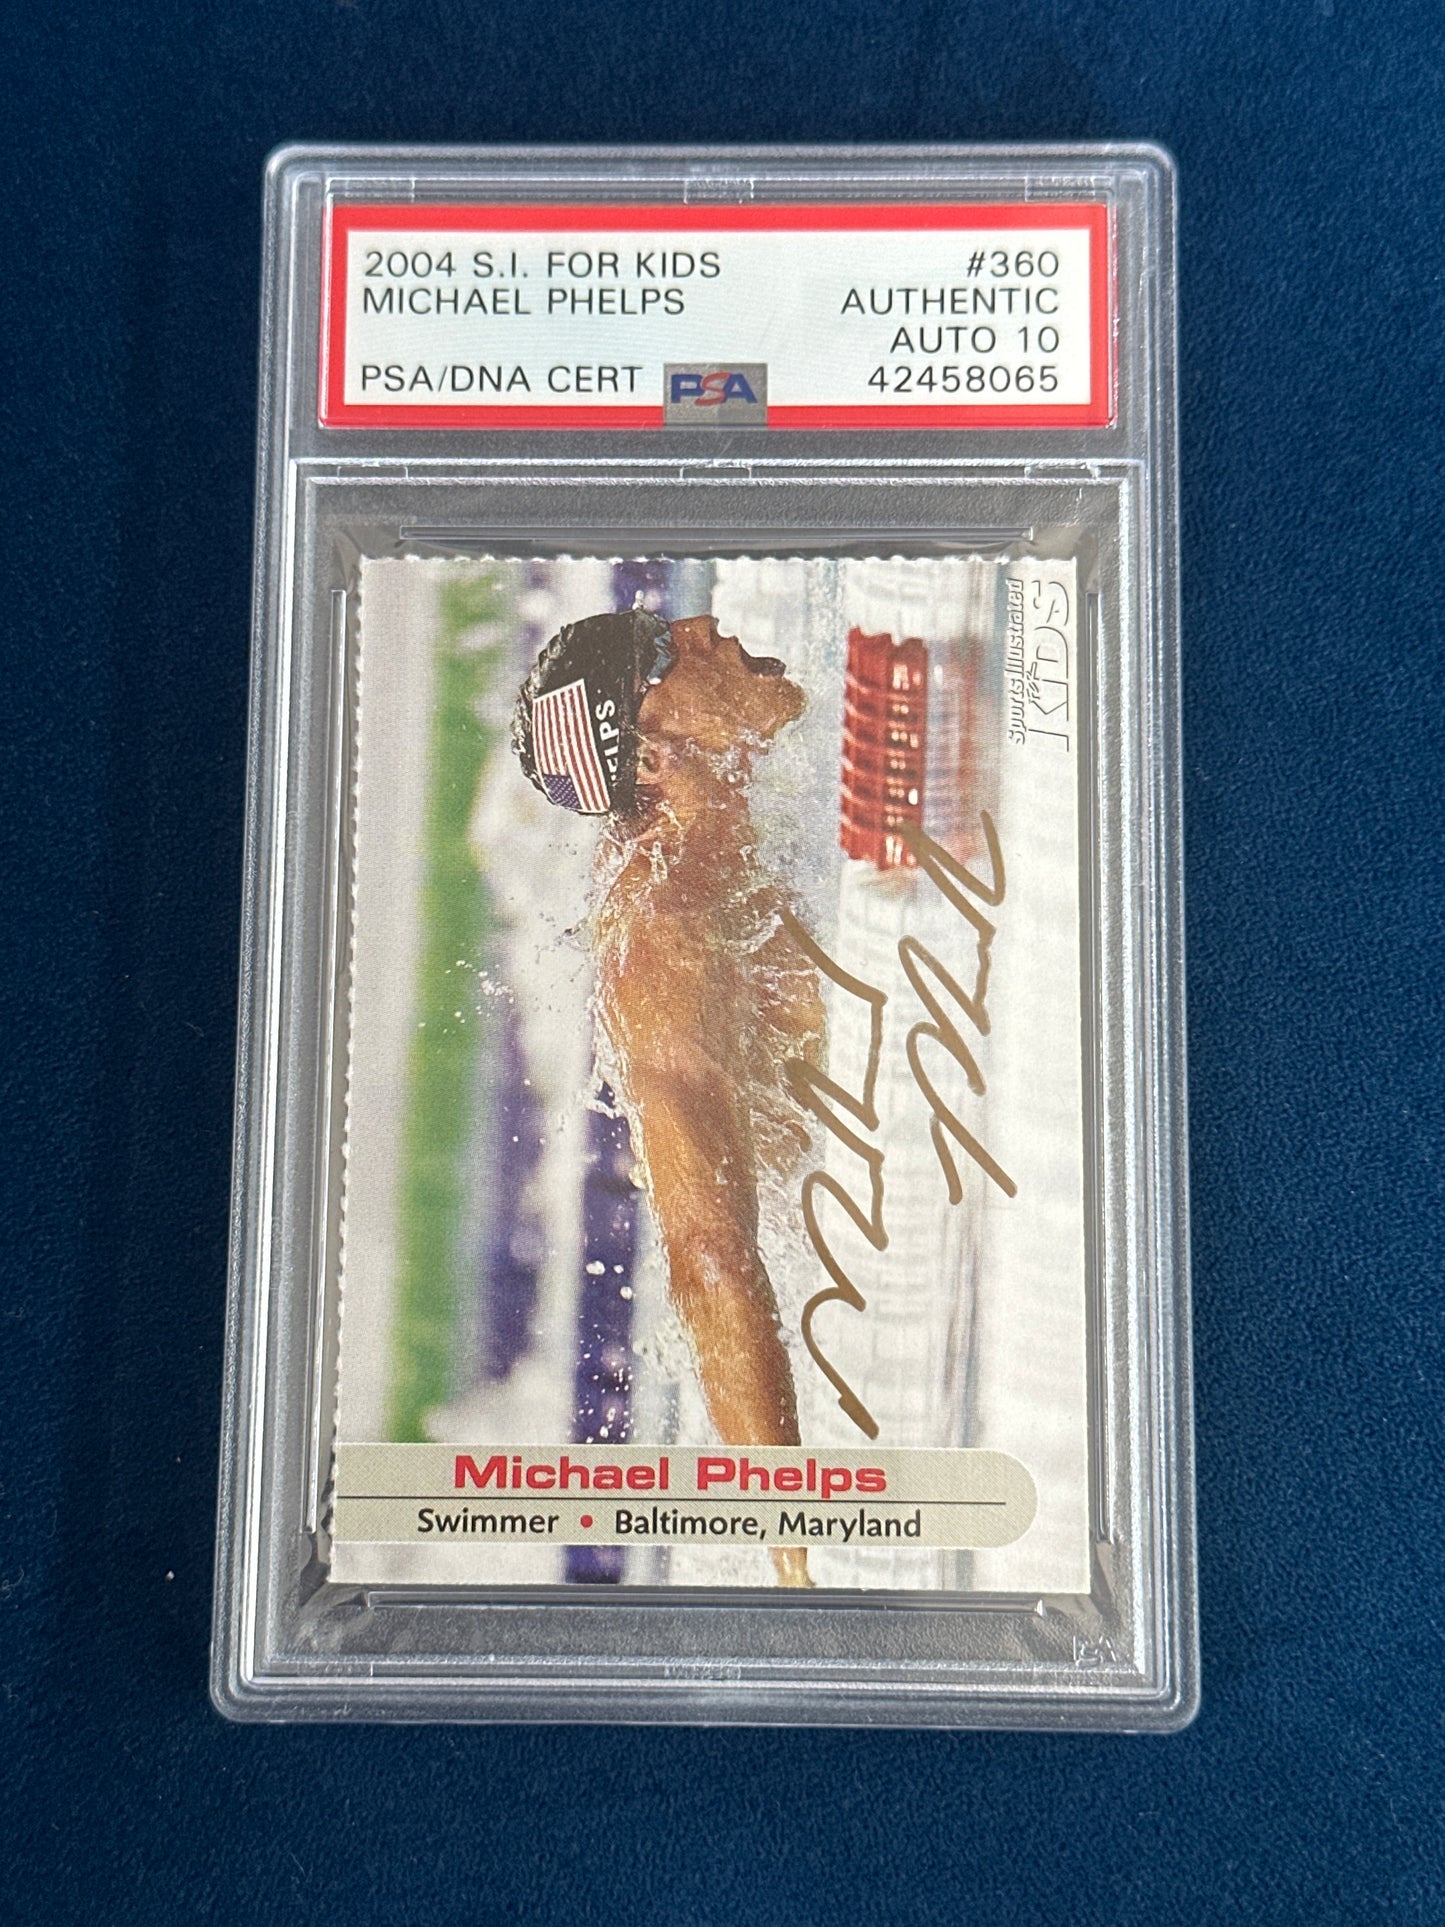 2004 S.I. FOR KIDS #360
MICHAEL PHELPS AUTHENTIC
AUTO 10
PSA/DNA CERT PSA 42458065
Sports Illustrated
FOR
KIDS
Michael Phelps
Swimmer • Baltimore, Maryland